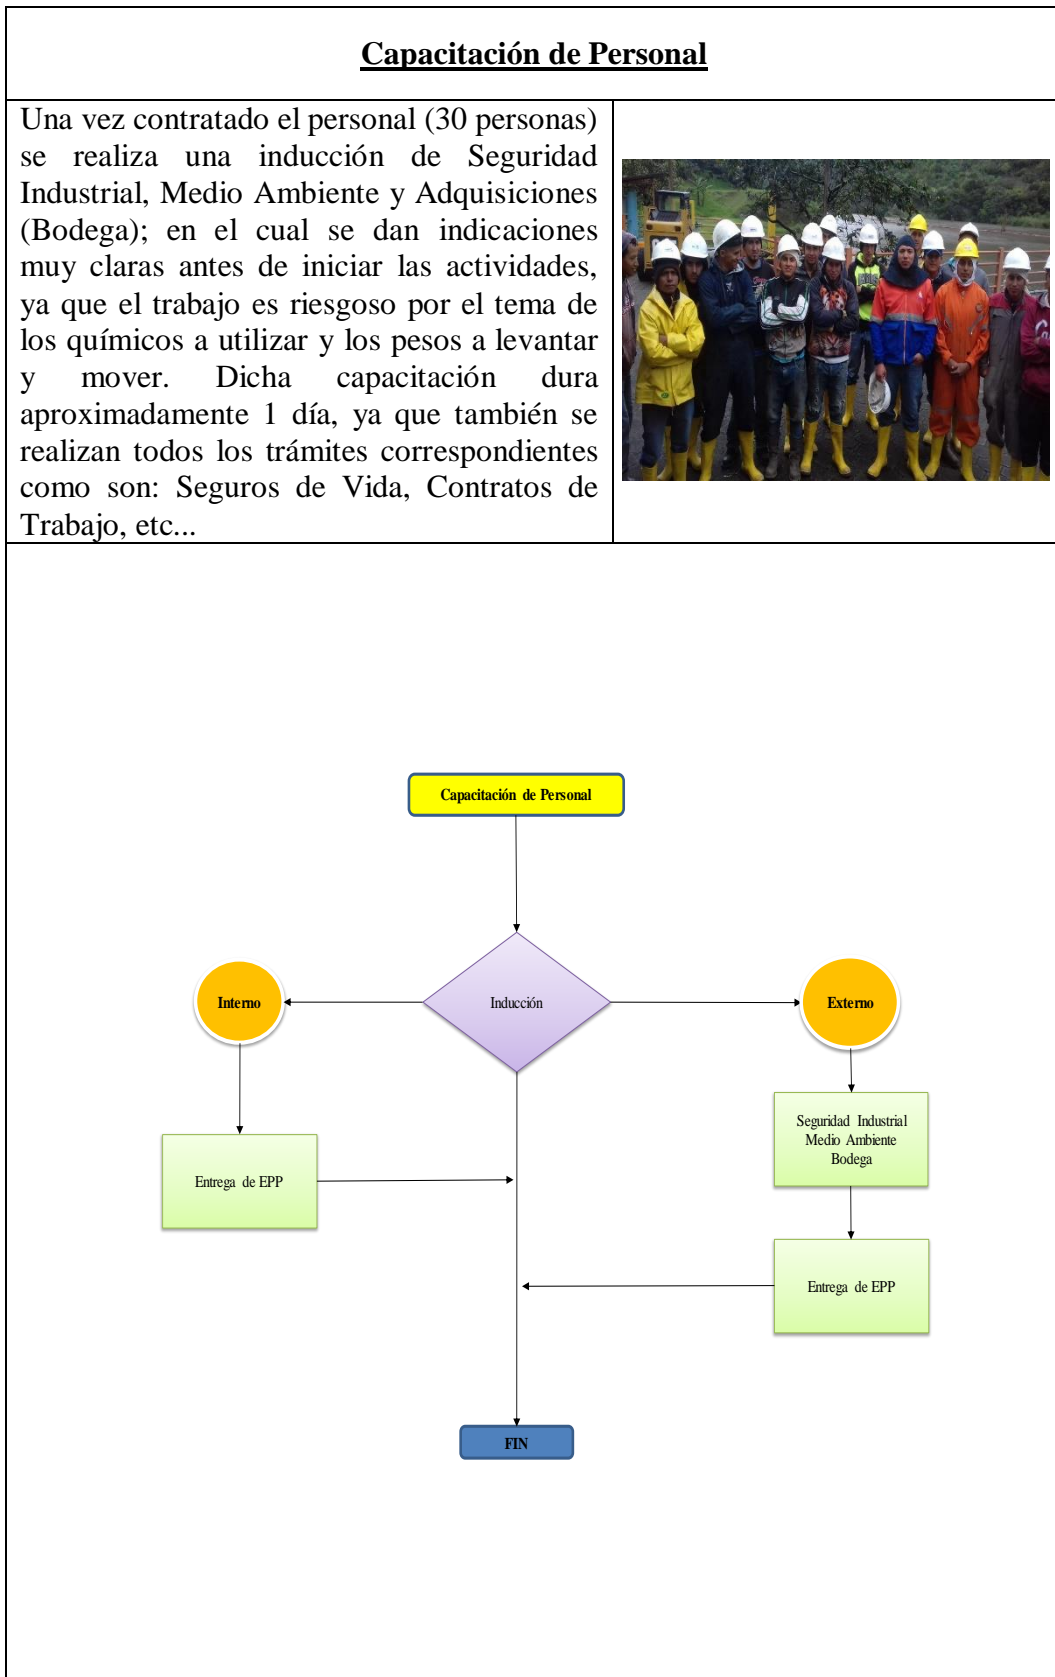 Capacitación de Personal
Una vez contratado el personal (30 personas)
se realiza una inducción de Seguridad
Industrial, Medio Ambiente y Adquisiciones
(Bodega); en el cual se dan indicaciones
muy claras antes de iniciar las actividades,
ya que el trabajo es riesgoso por el tema de
los químicos a utilizar y los pesos a levantar
y mover. Dicha capacitación dura
aproximadamente 1 día, ya que también se
realizan todos los trámites correspondientes
como son: Seguros de Vida, Contratos de
Trabajo, etc...
Capacitación de Personal
Inducción
Interno
Externo
Seguridad Industrial
Medio Ambiente
Bodega
Entrega de EPP
Entrega de EPP
FIN